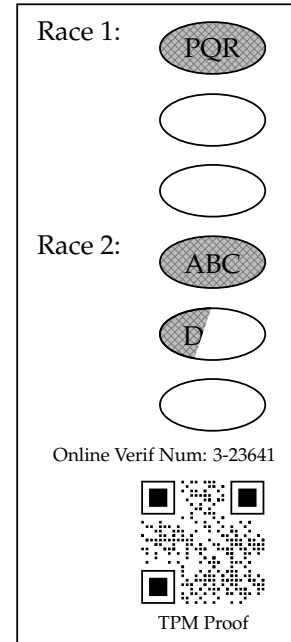 Race 1:
PQR
Race 2:
ABC
D
Online Verif Num: 3-23641
TPM Proof